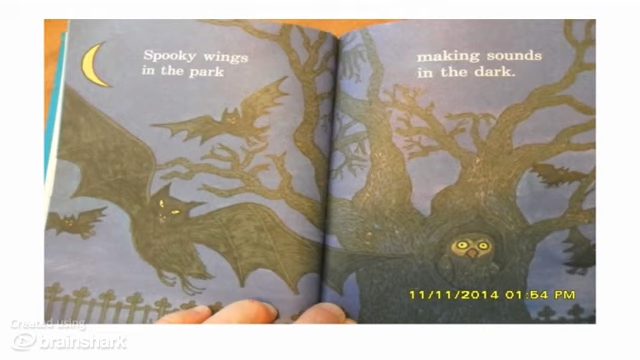 Spooky wings
in the park
making sounds
in the dark.
11/11/2014 01:54 PM
Created using
brainshark